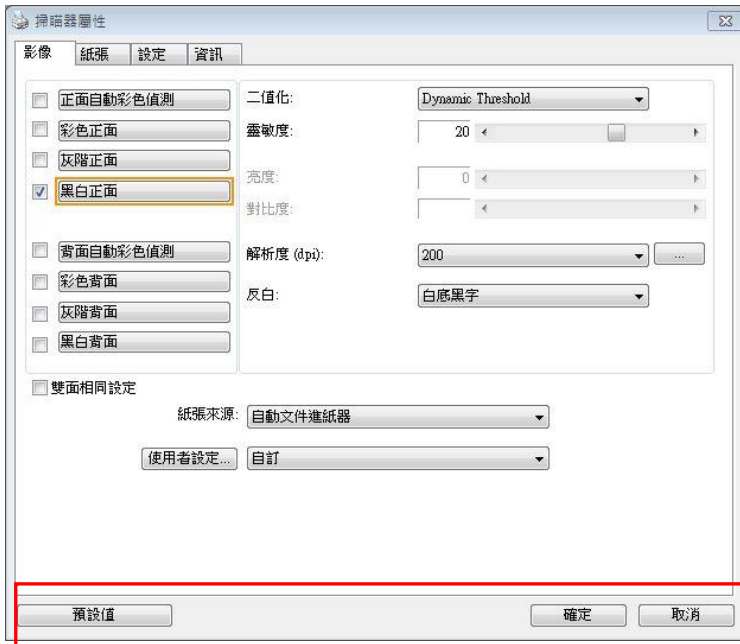 掃瞄器屬性
影像 紙張 設定 資訊
正面自動彩色偵測
彩色正面
灰階正面
黑白正面
背面自動彩色偵測
彩色背面
灰階背面
黑白背面
二值化: Dynamic Threshold
靈敏度: 20
亮度: 0
對比度:
解析度 (dpi): 200 ...
反白: 白底黑字
雙面相同設定
紙張來源: 自動文件進紙器
使用者設定... 自訂
預設值 確定 取消